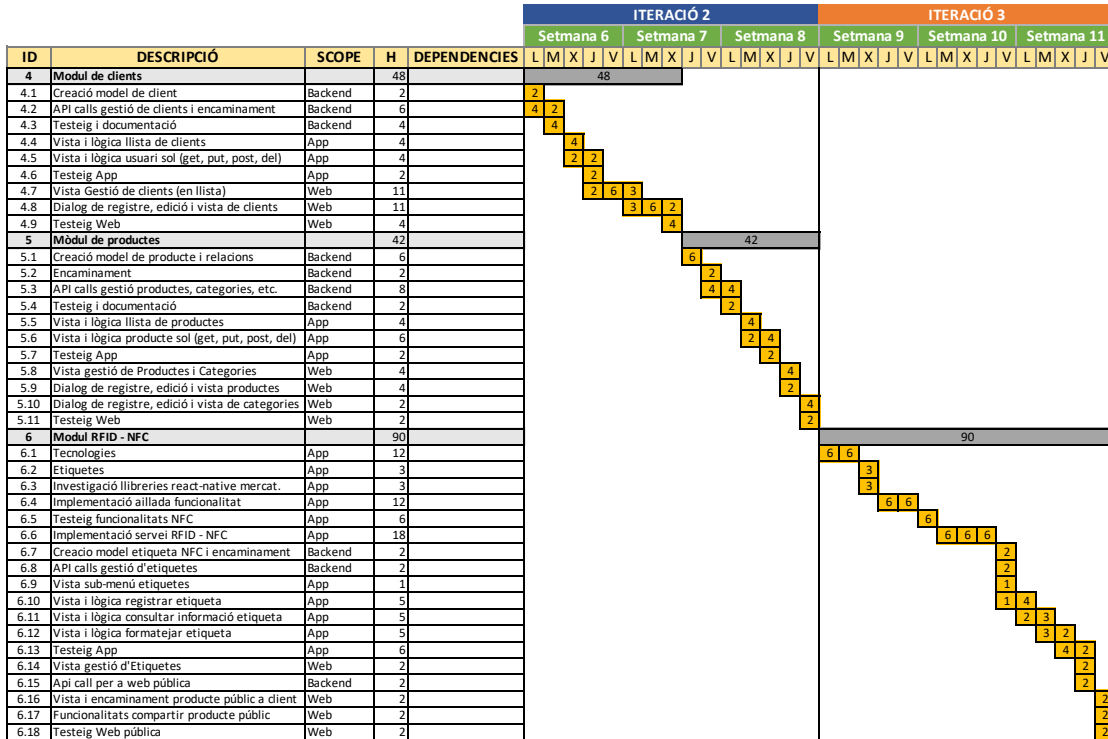 ITERACIÓ 2 ITERACIÓ 3
Setmana 6 Setmana 7 Setmana 8 Setmana 9 Setmana 10 Setmana 11
ID DESCRIPCIÓ SCOPE H DEPENDENCIES L M X J V L M X J V L M X J V L M X J V L M X J V L M X J V
4 Modul de clients 48 48
4.1 Creació model de client Backend 2 2
4.2 API calls gestió de clients i encaminament Backend 6 4 2
4.3 Testeig i documentació Backend 4 4
4.4 Vista i lògica llista de clients App 4 4
4.5 Vista i lògica usuari sol (get, put, post, del) App 4 2 2
4.6 Testeig App App 2 2
4.7 Vista Gestió de clients (en llista) Web 11 2 6 3
4.8 Dialog de registre, edició i vista de clients Web 11 3 6 2
4.9 Testeig Web Web 4 4
5 Mòdul de productes 42 42
5.1 Creació model de producte i relacions Backend 6 6
5.2 Encaminament Backend 2 2
5.3 API calls gestió productes, categories, etc. Backend 8 4 4
5.4 Testeig i documentació Backend 2 2
5.5 Vista i lògica llista de productes App 4 4
5.6 Vista i lògica producte sol (get, put, post, del) App 6 2 4
5.7 Testeig App App 2 2
5.8 Vista gestió de Productes i Categories Web 4 4
5.9 Dialog de registre, edició i vista productes Web 4 2
5.10 Dialog de registre, edició i vista de categories Web 2 4
5.11 Testeig Web Web 2 2
6 Modul RFID - NFC 90 90
6.1 Tecnologies App 12 6 6
6.2 Etiquetes App 3 3
6.3 Investigació llibreries react-native mercat. App 3 3
6.4 Implementació aillada funcionalitat App 12 6 6
6.5 Testeig funcionalitats NFC App 6 6
6.6 Implementació servei RFID - NFC App 18 6 6 6
6.7 Creacio model etiqueta NFC i encaminament Backend 2 2
6.8 API calls gestió d'etiquetes Backend 2 2
6.9 Vista sub-menú etiquetes App 1 1
6.10 Vista i lògica registrar etiqueta App 5 1 4
6.11 Vista i lògica consultar informació etiqueta App 5 2 3
6.12 Vista i lògica formatejar etiqueta App 5 3 2
6.13 Testeig App App 6 4 2
6.14 Vista gestió d'Etiquetes Web 2 2
6.15 Api call per a web pública Backend 2 2
6.16 Vista i encaminament producte públic a client Web 2 2
6.17 Funcionalitats compartir producte públic Web 2 2
6.18 Testeig Web pública Web 2 2